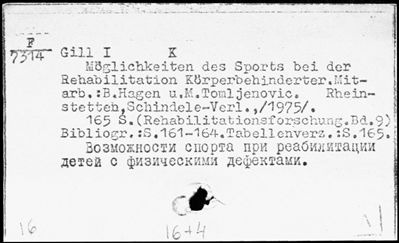 F
7314
Gill I K
Möglichkeiten des Sports bei der
Rehabilitation Körperbehinderter.Mit-
arb.:B.Hagen u.M.Tomljenovic. Rhein-
stetten,Schindele-Verl.,/1975/.
165 S.(Rehabilitationsforschung.Bd.9)
Bibliogr.:S.161-164.Tabellenverz.:S.165.
Возможности спорта при реабилитации
детей с физическими дефектами.
16
16+4